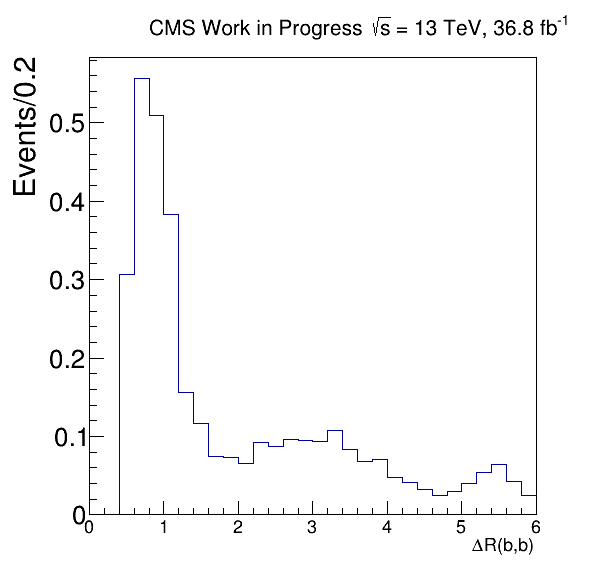 CMS Work in Progress √s = 13 TeV, 36.8 fb⁻¹
Events/0.2
0.5
0.4
0.3
0.2
0.1
0
0 1 2 3 4 5 6
ΔR(b,b)